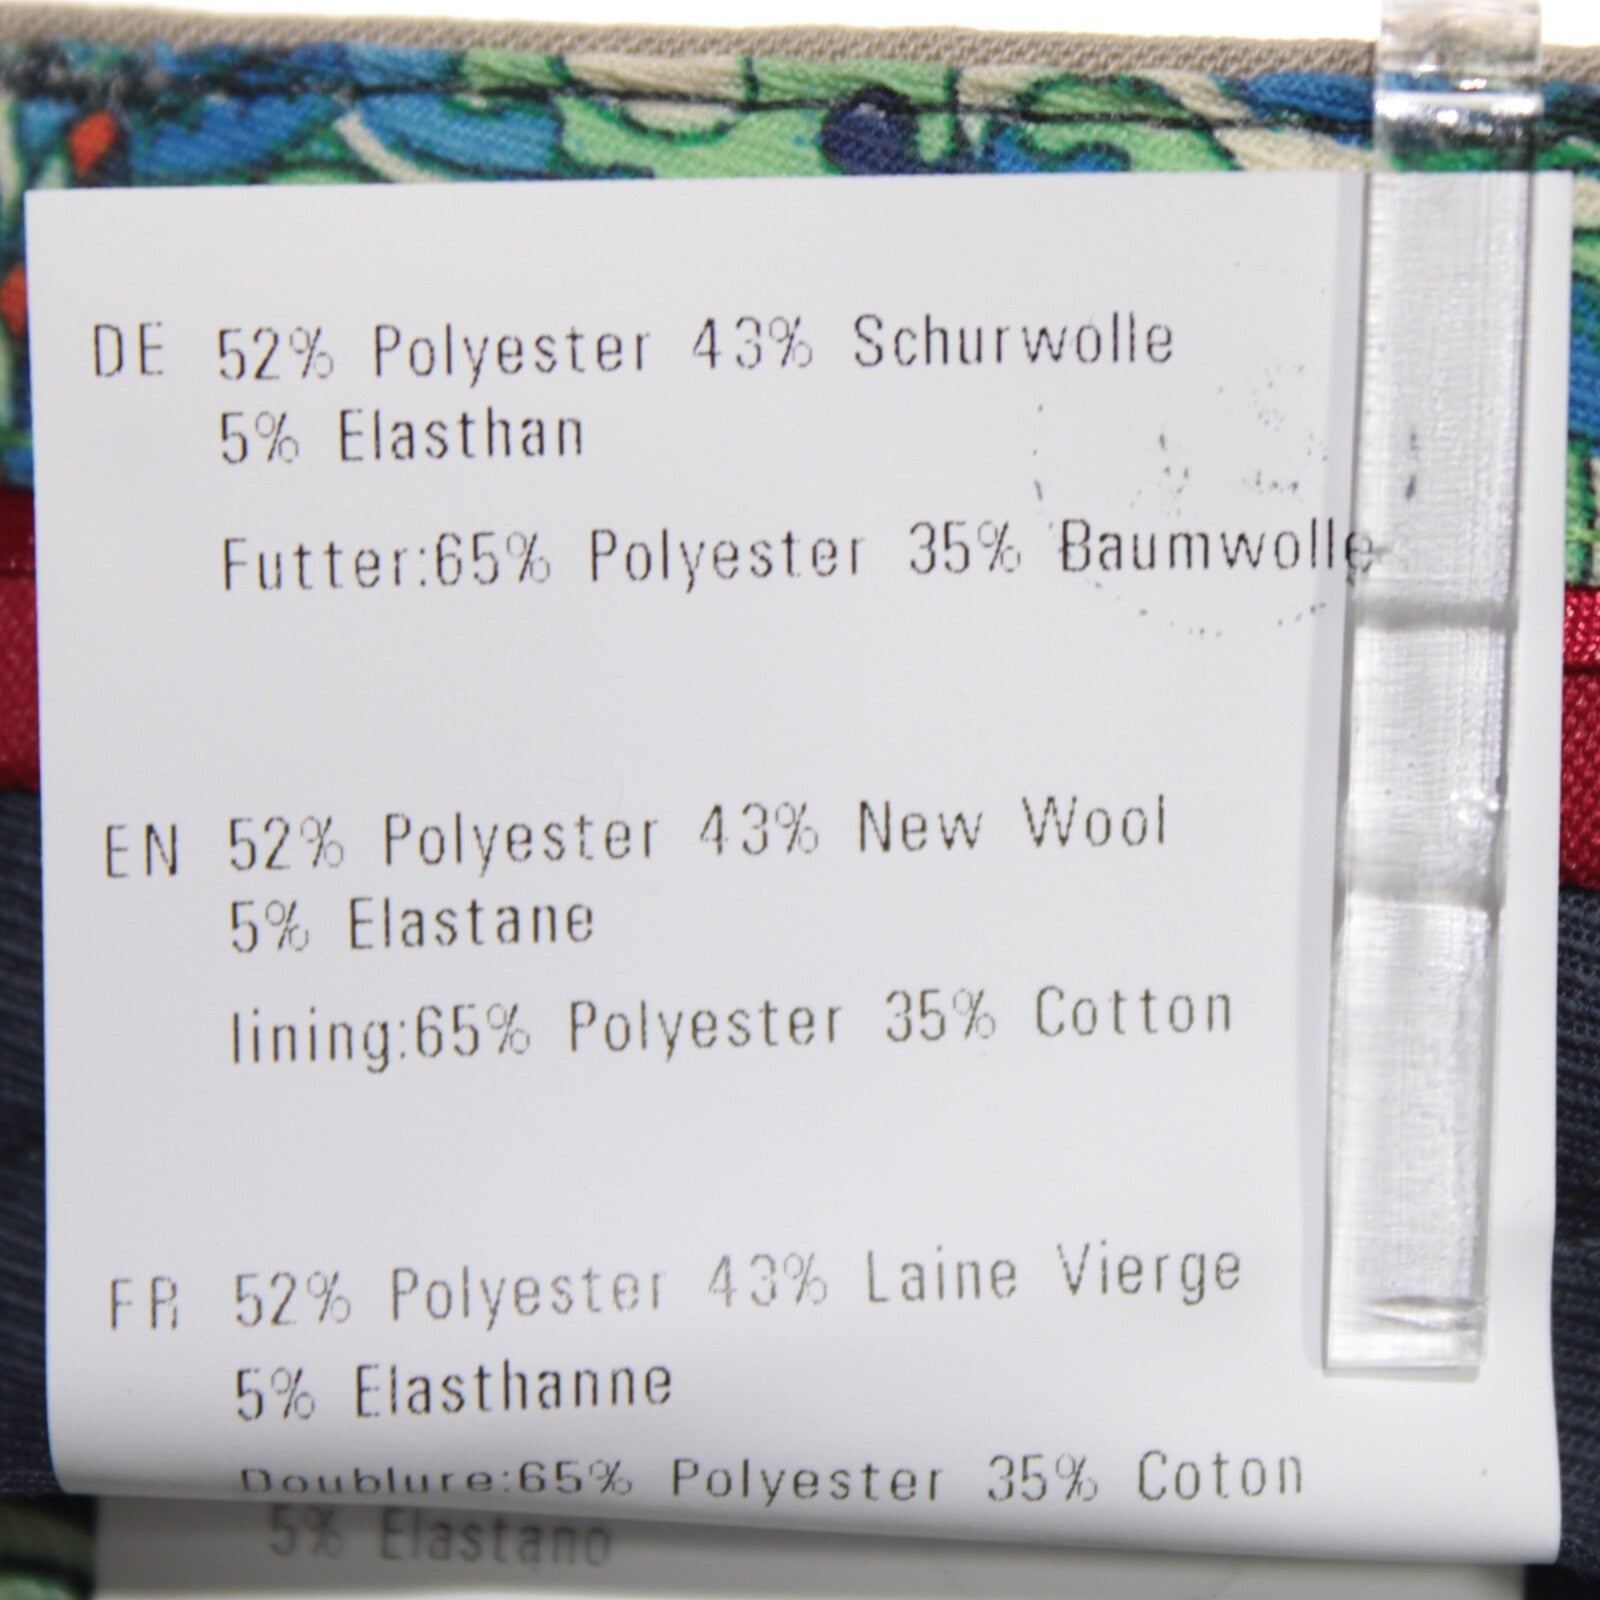 DE 52% Polyester 43% Schurwolle
5% Elasthan
Futter:65% Polyester 35% Baumwolle
EN 52% Polyester 43% New Wool
5% Elastane
lining:65% Polyester 35% Cotton
FR 52% Polyester 43% Laine Vierge
5% Elasthanne
Doublure:65% Polyester 35% Coton
5% Elastano